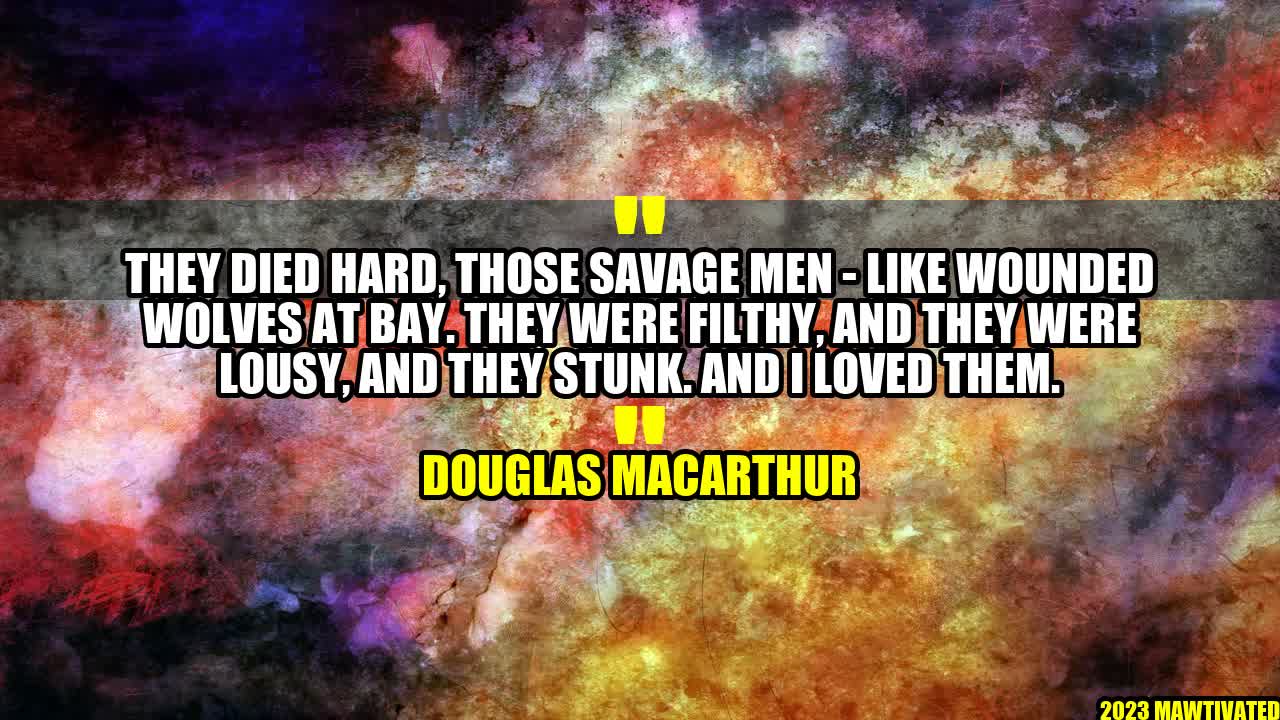 "
THEY DIED HARD, THOSE SAVAGE MEN - LIKE WOUNDED
WOLVES AT BAY. THEY WERE FILTHY, AND THEY WERE
LOUSY, AND THEY STUNK. AND I LOVED THEM.
"
DOUGLAS MACARTHUR
2023 MAWTIVATED